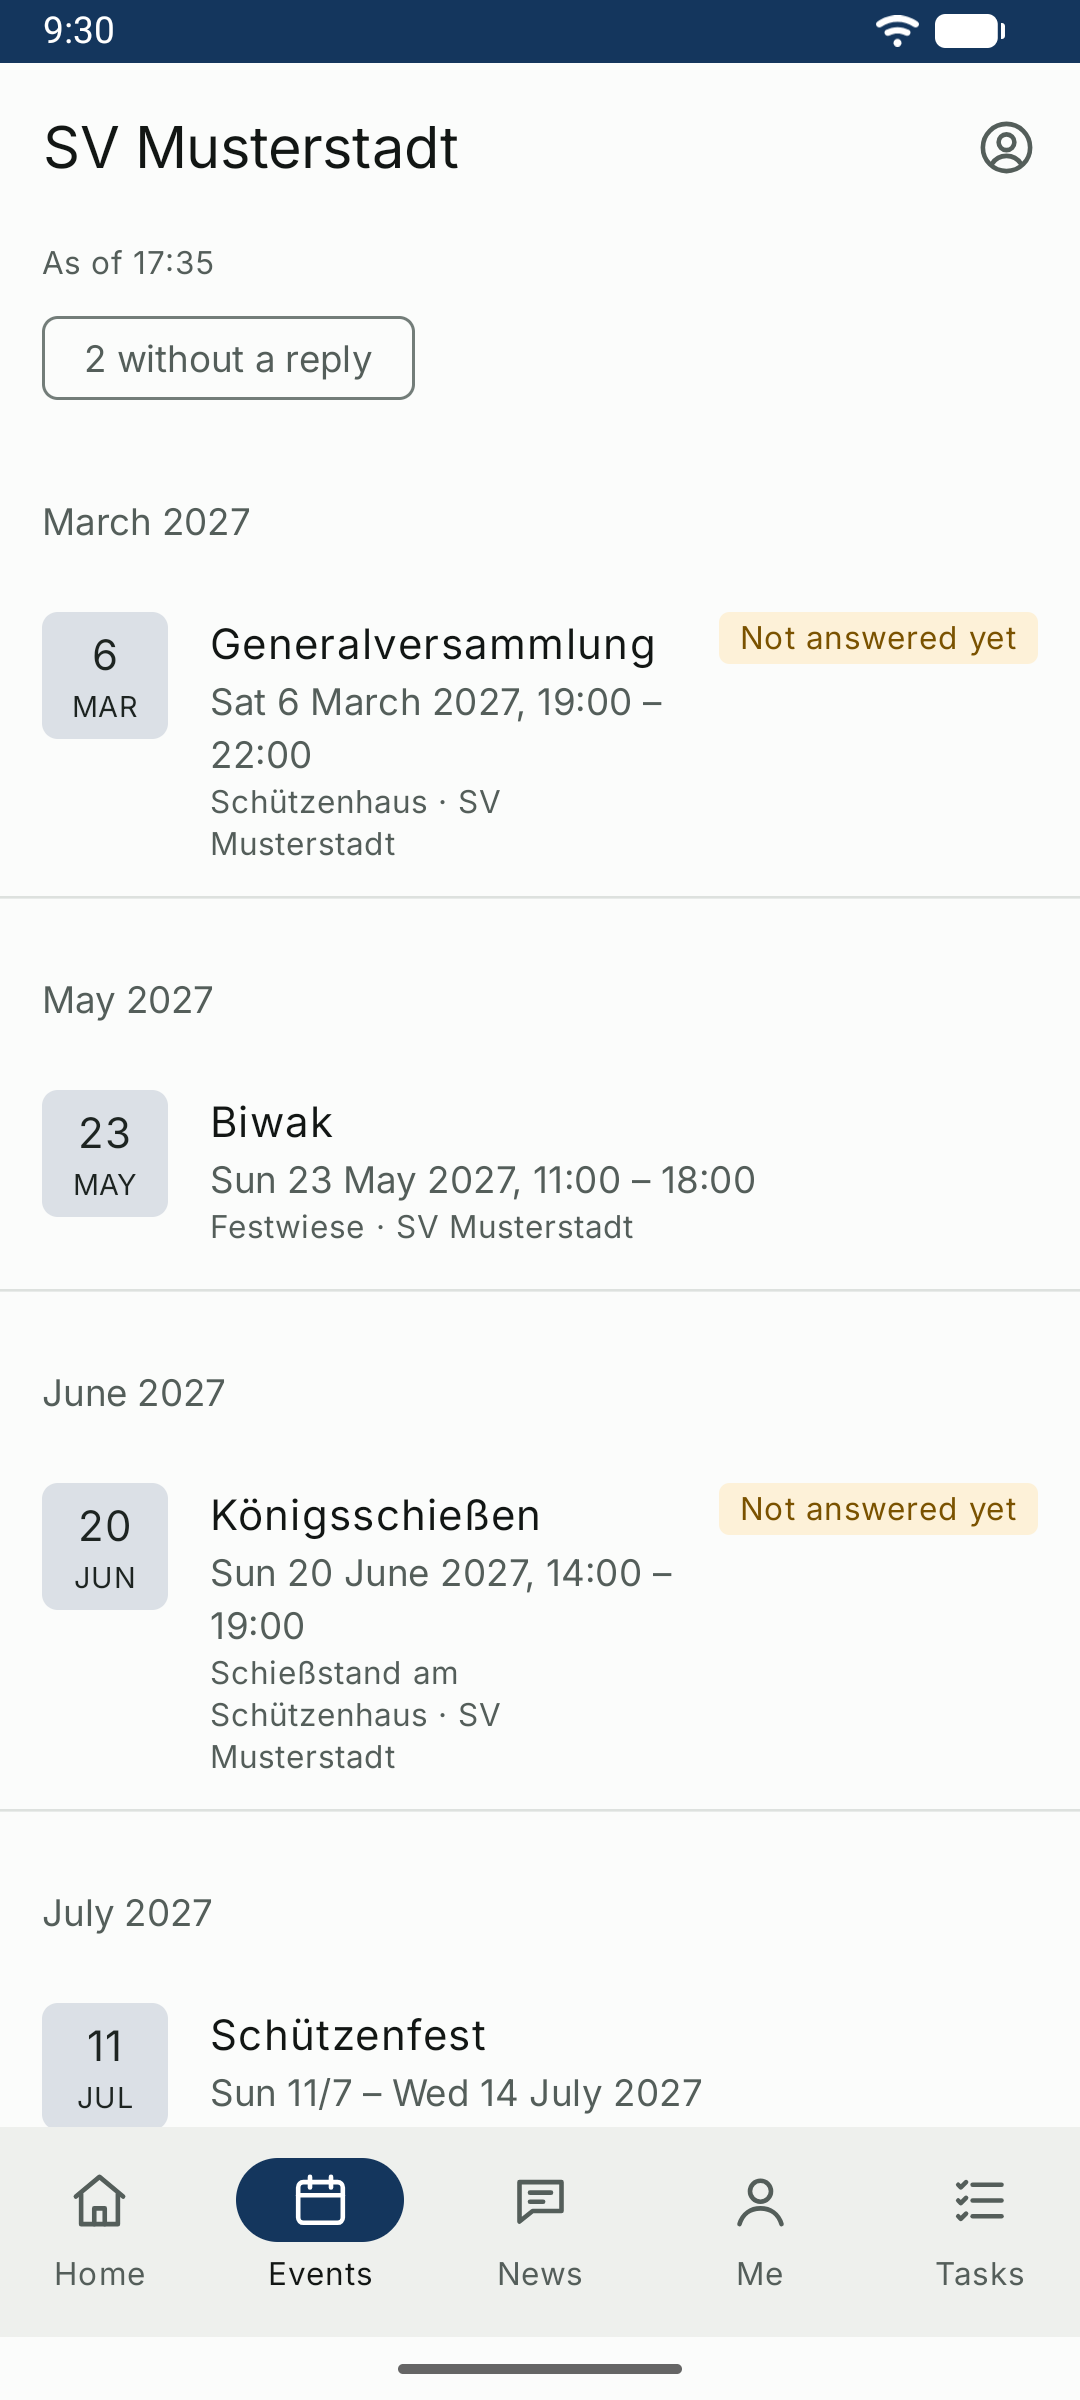 9:30
SV Musterstadt
As of 17:35
2 without a reply
March 2027
6
MAR
Generalversammlung
Not answered yet
Sat 6 March 2027, 19:00 –
22:00
Schützenhaus · SV
Musterstadt
May 2027
23
MAY
Biwak
Sun 23 May 2027, 11:00 – 18:00
Festwiese · SV Musterstadt
June 2027
20
JUN
Königsschießen
Not answered yet
Sun 20 June 2027, 14:00 –
19:00
Schießstand am
Schützenhaus · SV
Musterstadt
July 2027
11
JUL
Schützenfest
Sun 11/7 – Wed 14 July 2027
Home
Events
News
Me
Tasks